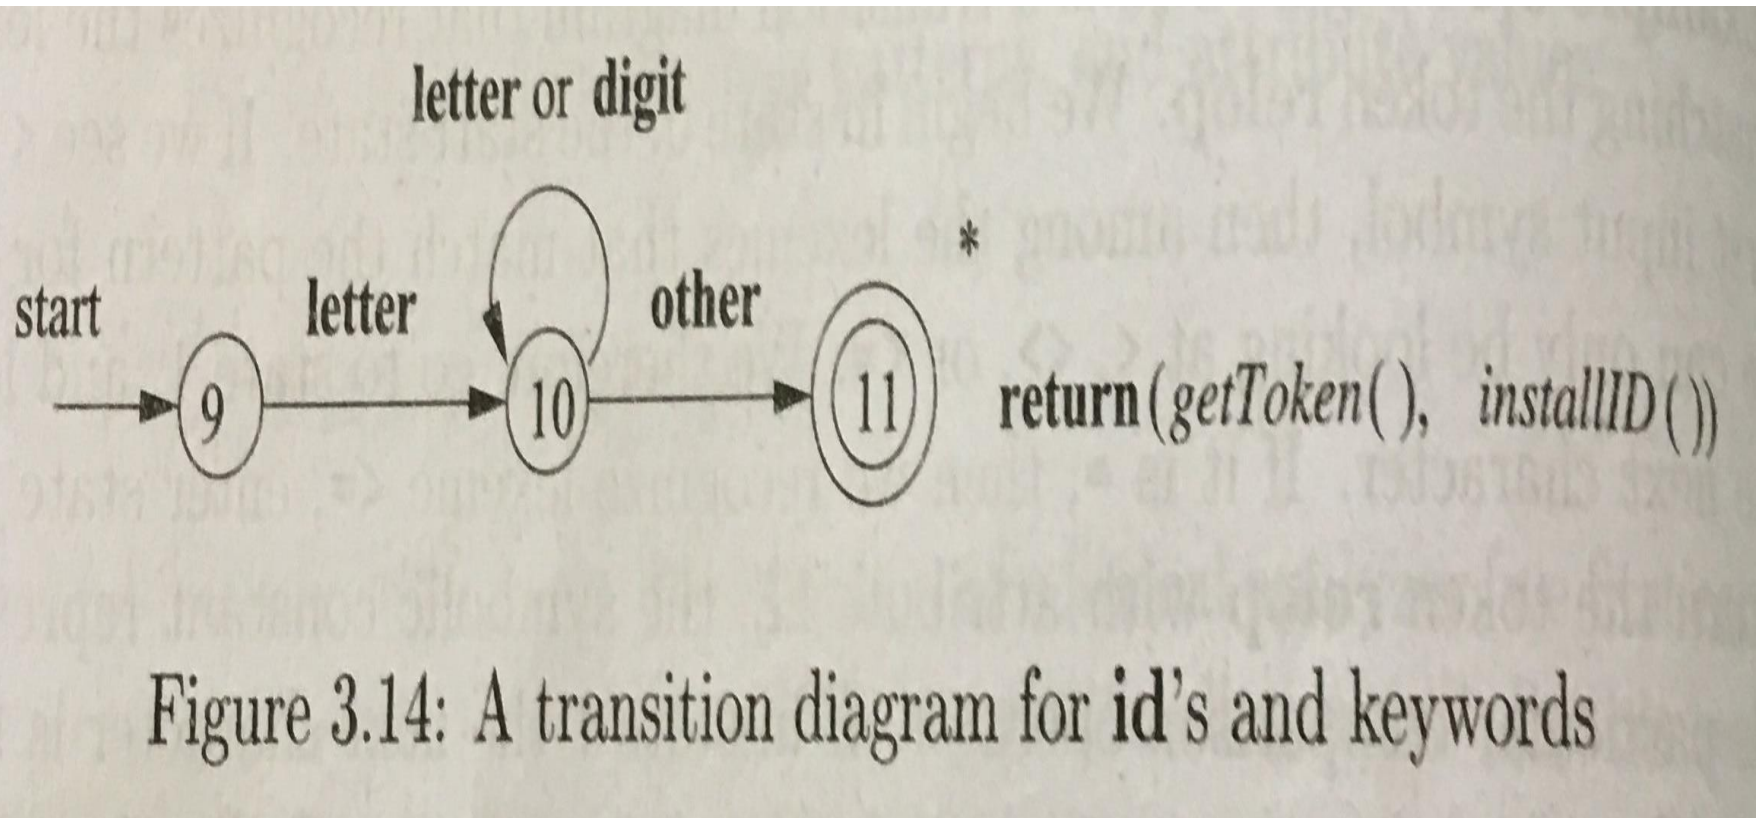 letter or digit
*
start letter other
9 10 11 return(getToken(), installID())
Figure 3.14: A transition diagram for id's and keywords